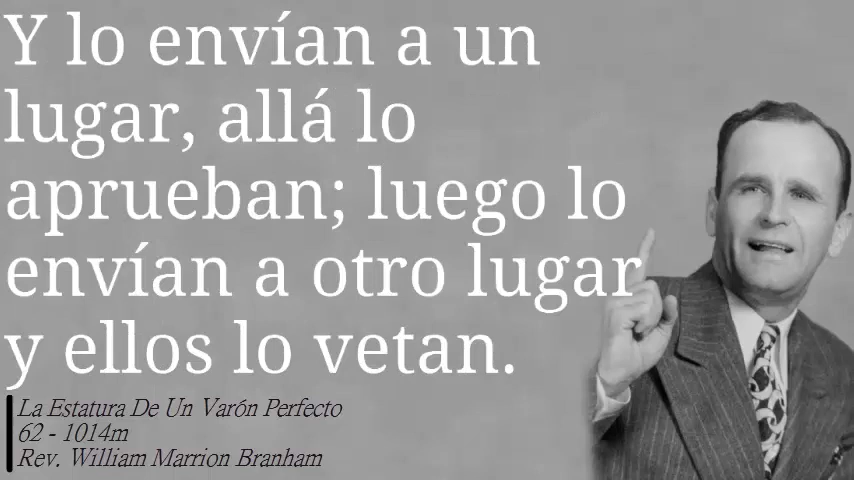 Y lo envían a un
lugar, allá lo
aprueban; luego lo
envían a otro lugar
y ellos lo vetan.
La Estatura De Un Varón Perfecto
62 - 1014m
Rev. William Marrion Branham